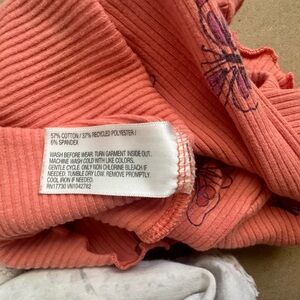 57% COTTON / 37% RECYCLED POLYESTER /
6% SPANDEX
WASH BEFORE WEAR. TURN GARMENT INSIDE OUT.
MACHINE WASH COLD WITH LIKE COLORS.
GENTLE CYCLE. ONLY NON CHLORINE BLEACH IF
NEEDED. TUMBLE DRY LOW. REMOVE PROMPTLY.
COOL IRON IF NEEDED.
RN17730 VN1042782